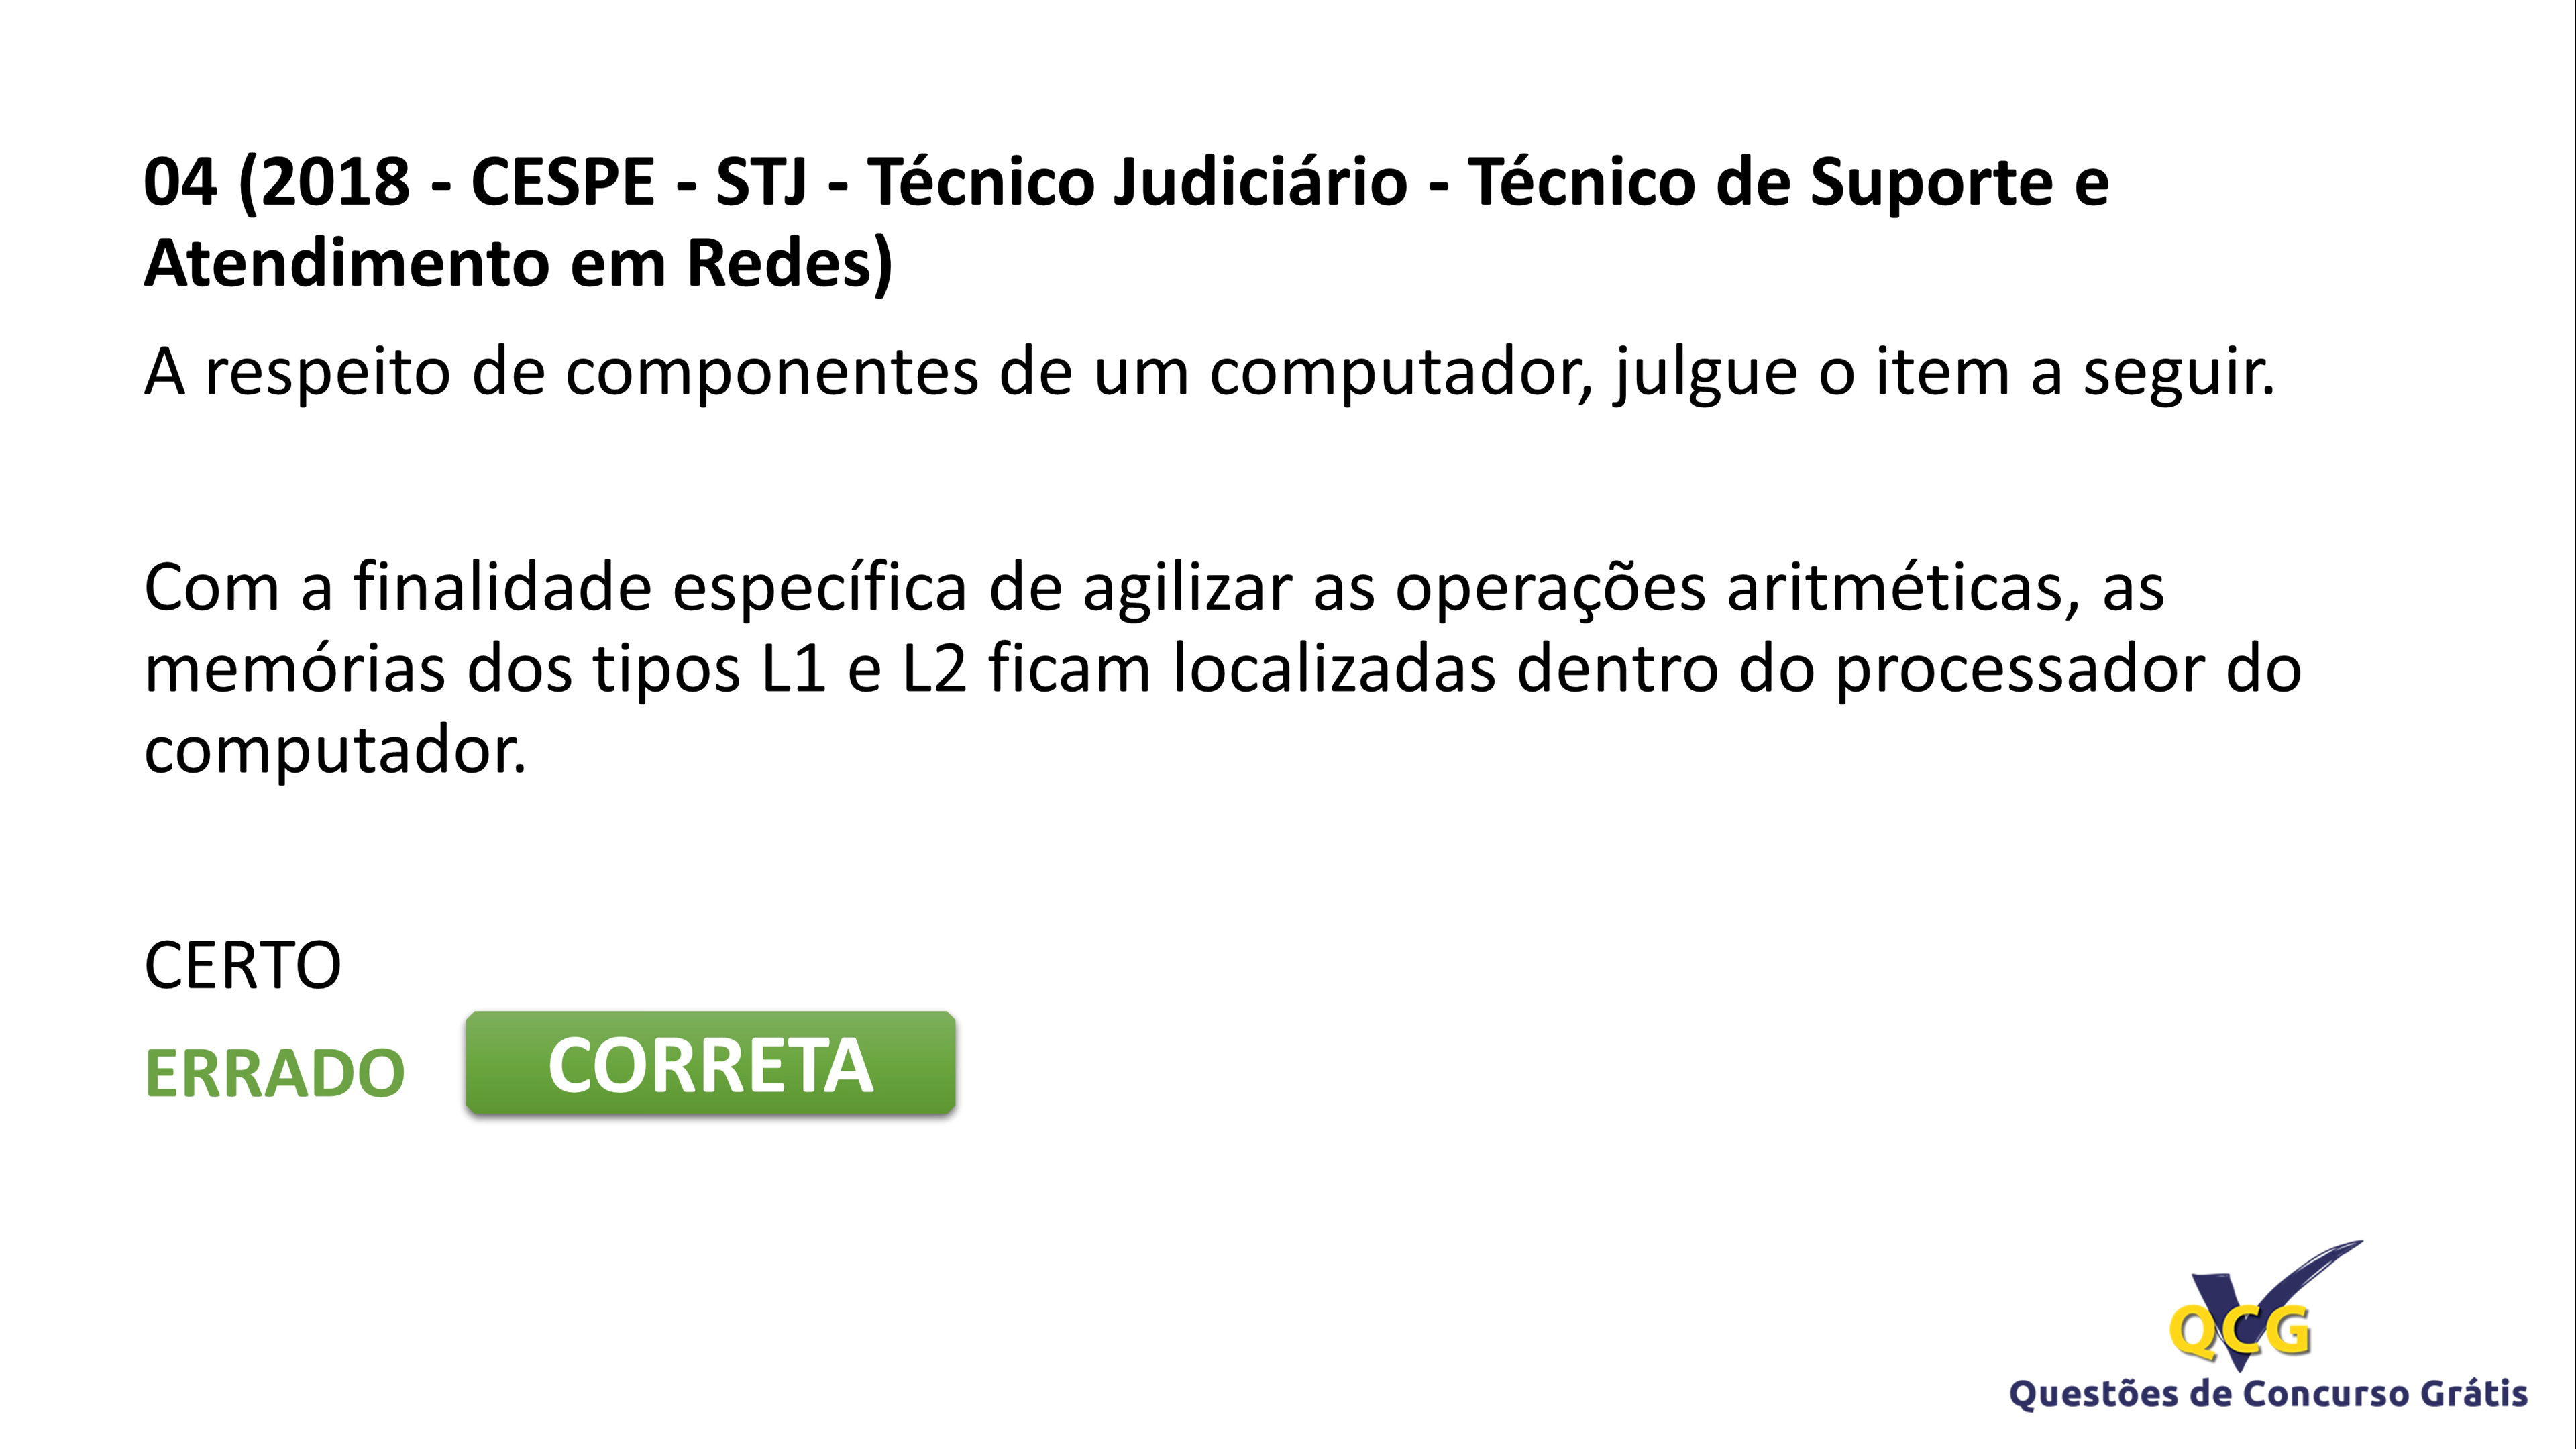 04 (2018 - CESPE - STJ - Técnico Judiciário - Técnico de Suporte e
Atendimento em Redes)
A respeito de componentes de um computador, julgue o item a seguir.
Com a finalidade específica de agilizar as operações aritméticas, as
memórias dos tipos L1 e L2 ficam localizadas dentro do processador do
computador.
CERTO
ERRADO CORRETA
QCG
Questões de Concurso Grátis